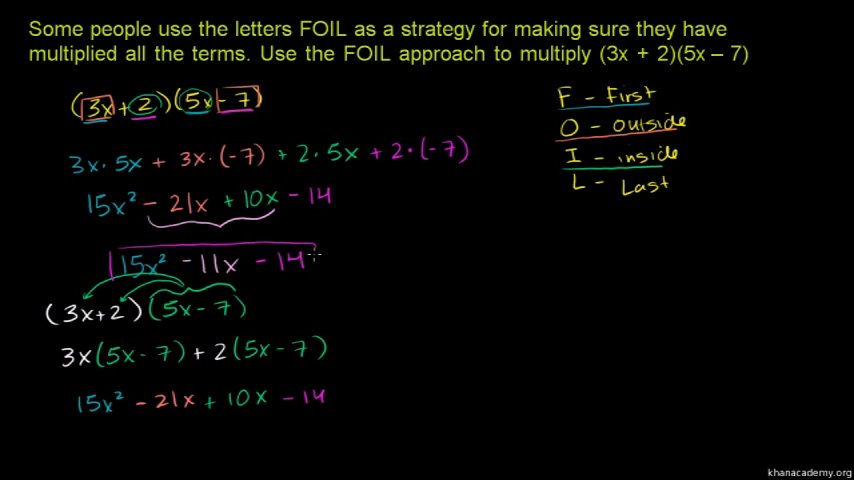 Some people use the letters FOIL as a strategy for making sure they have
multiplied all the terms. Use the FOIL approach to multiply (3x + 2)(5x – 7)
(3x+2)(5x-7)
3x·5x + 3x·(-7) + 2·5x + 2·(-7)
15x² - 21x + 10x - 14
15x² - 11x - 14
(3x+2)(5x-7)
3x(5x-7) + 2(5x-7)
15x² - 21x + 10x - 14
F - First
O - outside
I - inside
L - Last
khanacademy.org